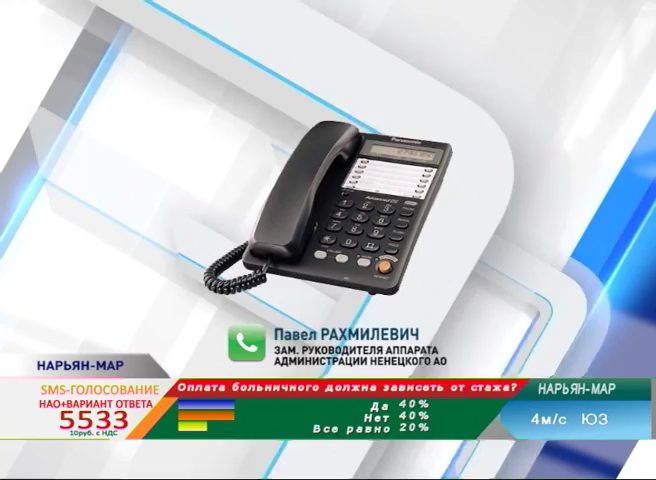 Panasonic
Павел РАХМИЛЕВИЧ
ЗАМ. РУКОВОДИТЕЛЯ АППАРАТА
АДМИНИСТРАЦИИ НЕНЕЦКОГО АО
НАРЬЯН-МАР
SMS-ГОЛОСОВАНИЕ
НАО+ВАРИАНТ ОТВЕТА
5533
10руб. с НДС
Оплата больничного должна зависеть от стажа?
Да 40%
Нет 40%
Все равно 20%
НАРЬЯН-МАР
4м/с ЮЗ